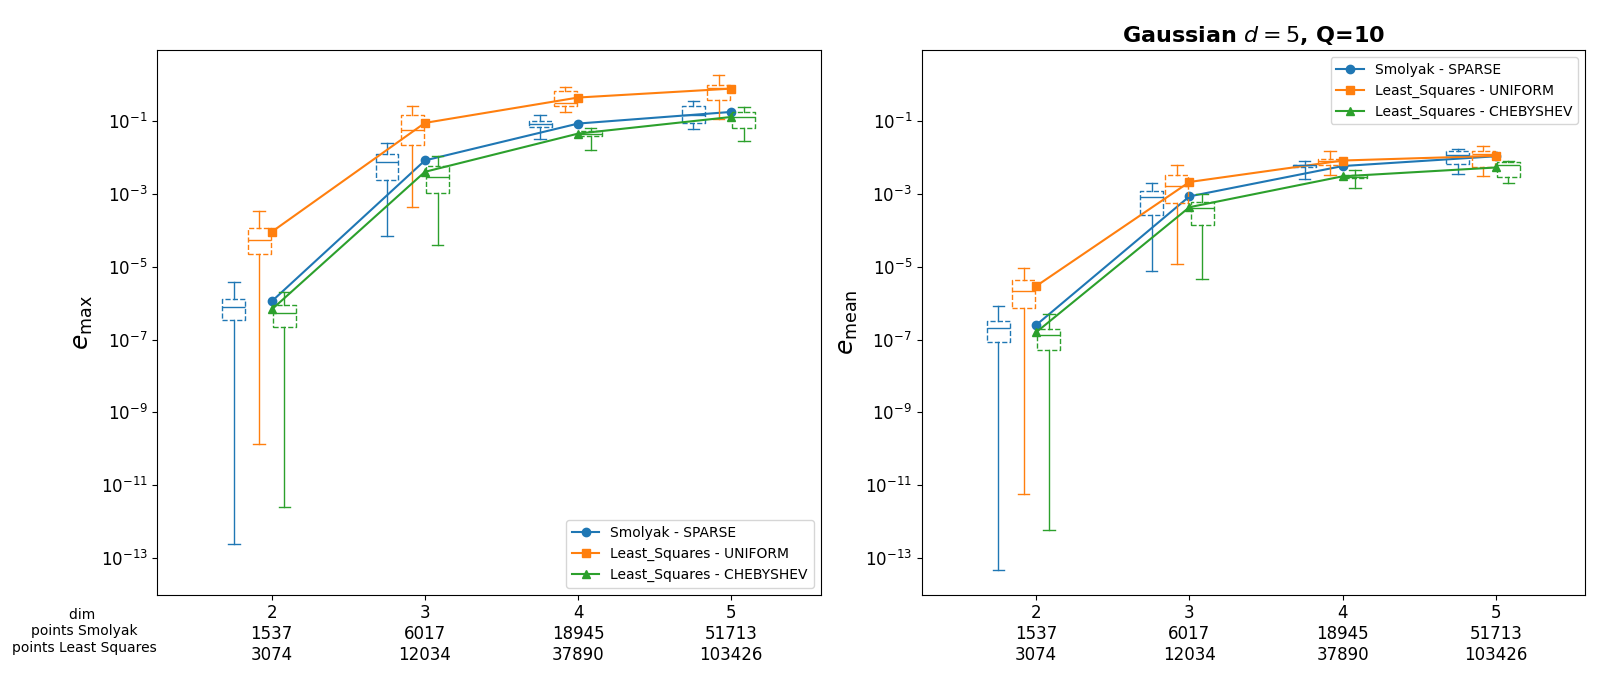 Gaussian d = 5, Q=10
e_max
10⁻¹
10⁻³
10⁻⁵
10⁻⁷
10⁻⁹
10⁻¹¹
10⁻¹³
Smolyak - SPARSE
Least_Squares - UNIFORM
Least_Squares - CHEBYSHEV
dim
points Smolyak
points Least Squares
2 3 4 5
1537 6017 18945 51713
3074 12034 37890 103426
e_mean
10⁻¹
10⁻³
10⁻⁵
10⁻⁷
10⁻⁹
10⁻¹¹
10⁻¹³
Smolyak - SPARSE
Least_Squares - UNIFORM
Least_Squares - CHEBYSHEV
2 3 4 5
1537 6017 18945 51713
3074 12034 37890 103426